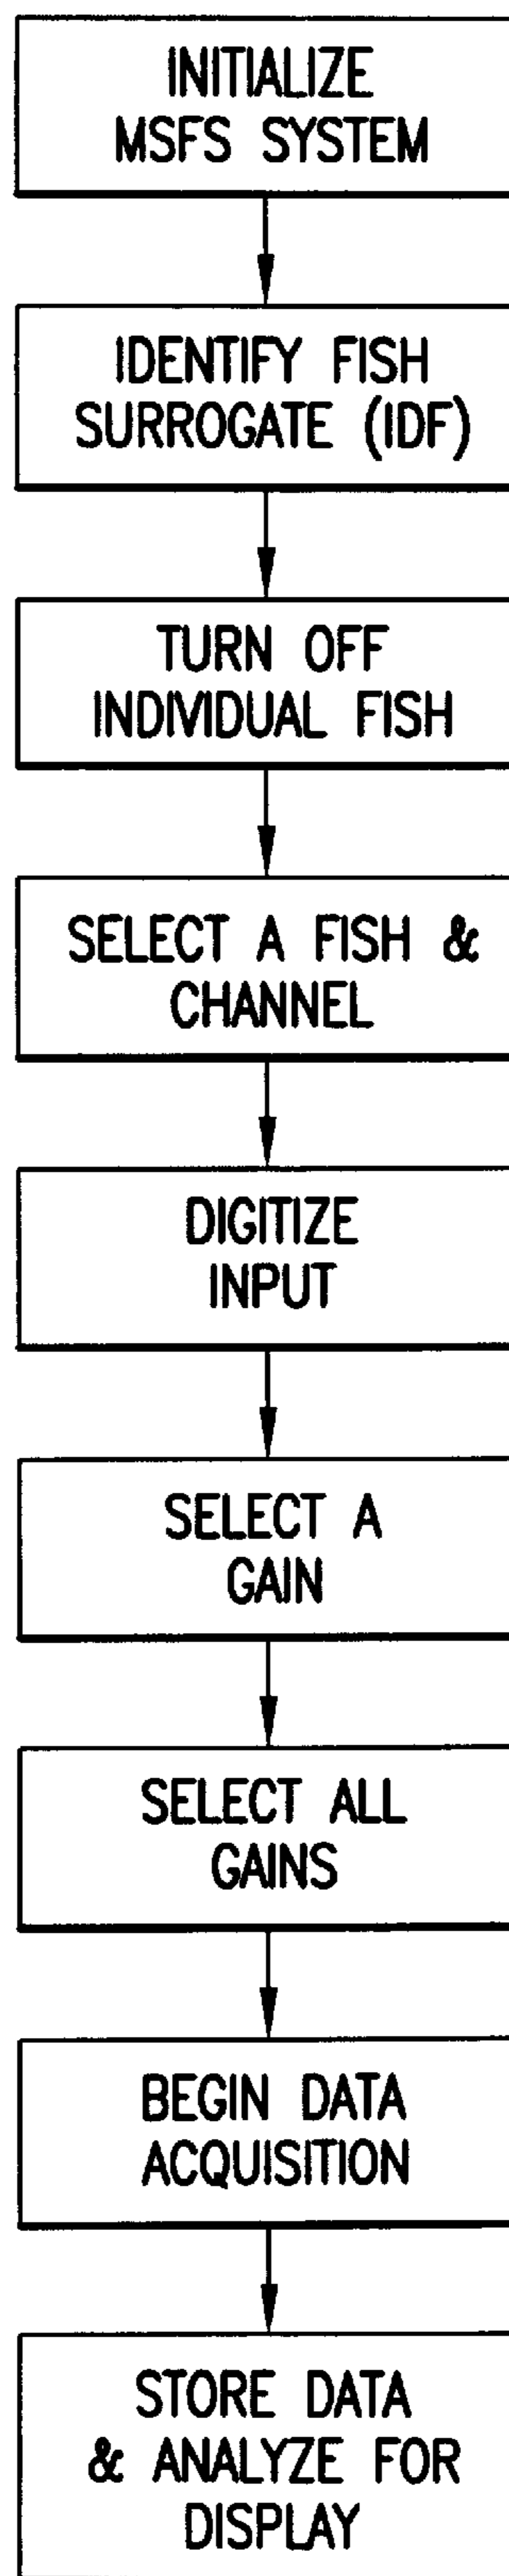 INITIALIZE
MSFS SYSTEM
IDENTIFY FISH
SURROGATE (IDF)
TURN OFF
INDIVIDUAL FISH
SELECT A FISH &
CHANNEL
DIGITIZE
INPUT
SELECT A
GAIN
SELECT ALL
GAINS
BEGIN DATA
ACQUISITION
STORE DATA
& ANALYZE FOR
DISPLAY